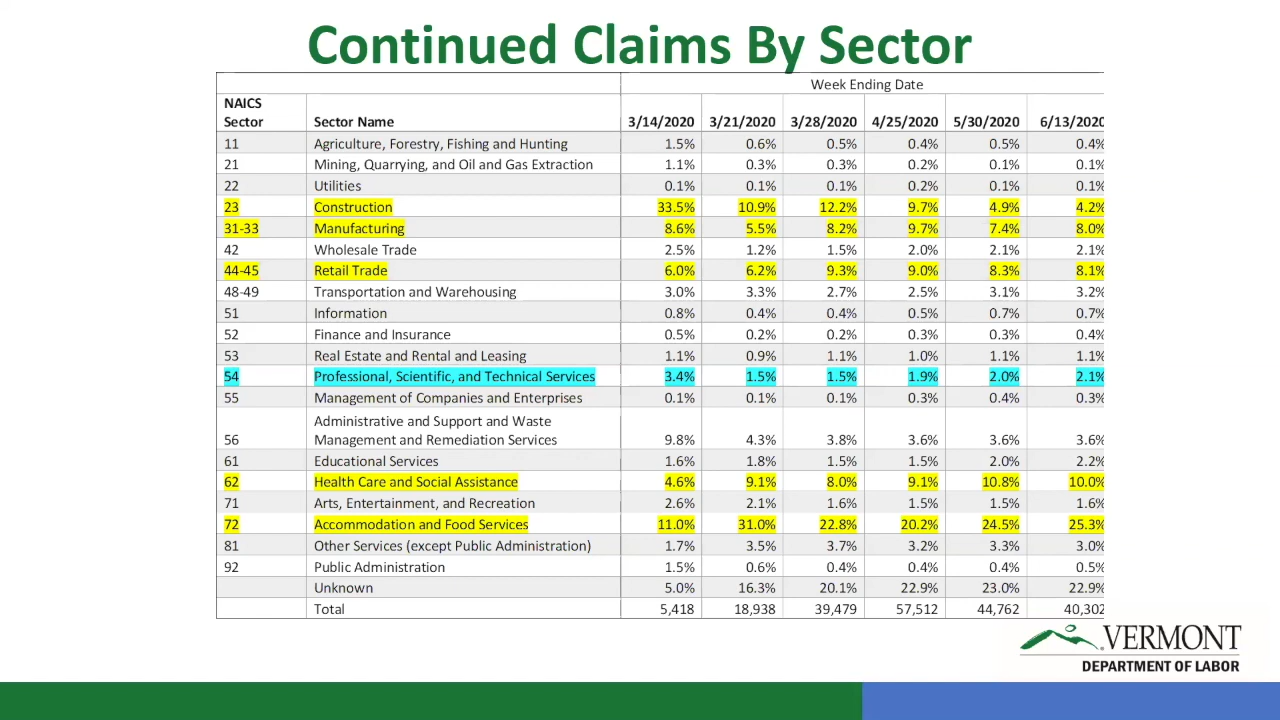 Continued Claims By Sector
Week Ending Date
NAICS
Sector Sector Name 3/14/2020 3/21/2020 3/28/2020 4/25/2020 5/30/2020 6/13/2020
11 Agriculture, Forestry, Fishing and Hunting 1.5% 0.6% 0.5% 0.4% 0.5% 0.4%
21 Mining, Quarrying, and Oil and Gas Extraction 1.1% 0.3% 0.3% 0.2% 0.1% 0.1%
22 Utilities 0.1% 0.1% 0.1% 0.2% 0.1% 0.1%
23 Construction 33.5% 10.9% 12.2% 9.7% 4.9% 4.2%
31-33 Manufacturing 8.6% 5.5% 8.2% 9.7% 7.4% 8.0%
42 Wholesale Trade 2.5% 1.2% 1.5% 2.0% 2.1% 2.1%
44-45 Retail Trade 6.0% 6.2% 9.3% 9.0% 8.3% 8.1%
48-49 Transportation and Warehousing 3.0% 3.3% 2.7% 2.5% 3.1% 3.2%
51 Information 0.8% 0.4% 0.4% 0.5% 0.7% 0.7%
52 Finance and Insurance 0.5% 0.2% 0.2% 0.3% 0.3% 0.4%
53 Real Estate and Rental and Leasing 1.1% 0.9% 1.1% 1.0% 1.1% 1.1%
54 Professional, Scientific, and Technical Services 3.4% 1.5% 1.5% 1.9% 2.0% 2.1%
55 Management of Companies and Enterprises 0.1% 0.1% 0.1% 0.3% 0.4% 0.3%
Administrative and Support and Waste
56 Management and Remediation Services 9.8% 4.3% 3.8% 3.6% 3.6% 3.6%
61 Educational Services 1.6% 1.8% 1.5% 1.5% 2.0% 2.2%
62 Health Care and Social Assistance 4.6% 9.1% 8.0% 9.1% 10.8% 10.0%
71 Arts, Entertainment, and Recreation 2.6% 2.1% 1.6% 1.5% 1.5% 1.6%
72 Accommodation and Food Services 11.0% 31.0% 22.8% 20.2% 24.5% 25.3%
81 Other Services (except Public Administration) 1.7% 3.5% 3.7% 3.2% 3.3% 3.0%
92 Public Administration 1.5% 0.6% 0.4% 0.4% 0.4% 0.5%
Unknown 5.0% 16.3% 20.1% 22.9% 23.0% 22.9%
Total 5,418 18,938 39,479 57,512 44,762 40,302
VERMONT
DEPARTMENT OF LABOR